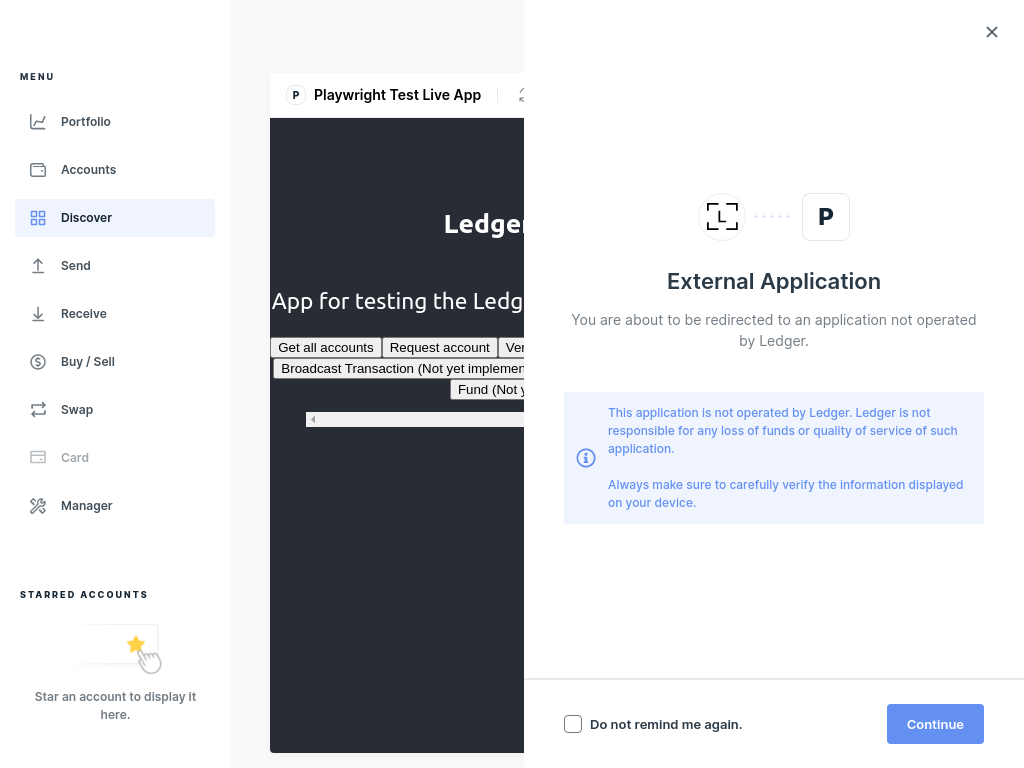 MENU
Portfolio
Accounts
Discover
Send
Receive
Buy / Sell
Swap
Card
Manager
STARRED ACCOUNTS
Star an account to display it
here.
P Playwright Test Live App
Ledger
App for testing the Ledg
Get all accounts Request account Ver
Broadcast Transaction (Not yet implemen
Fund (Not y
L P
External Application
You are about to be redirected to an application not operated
by Ledger.
This application is not operated by Ledger. Ledger is not
responsible for any loss of funds or quality of service of such
application.
Always make sure to carefully verify the information displayed
on your device.
Do not remind me again.
Continue